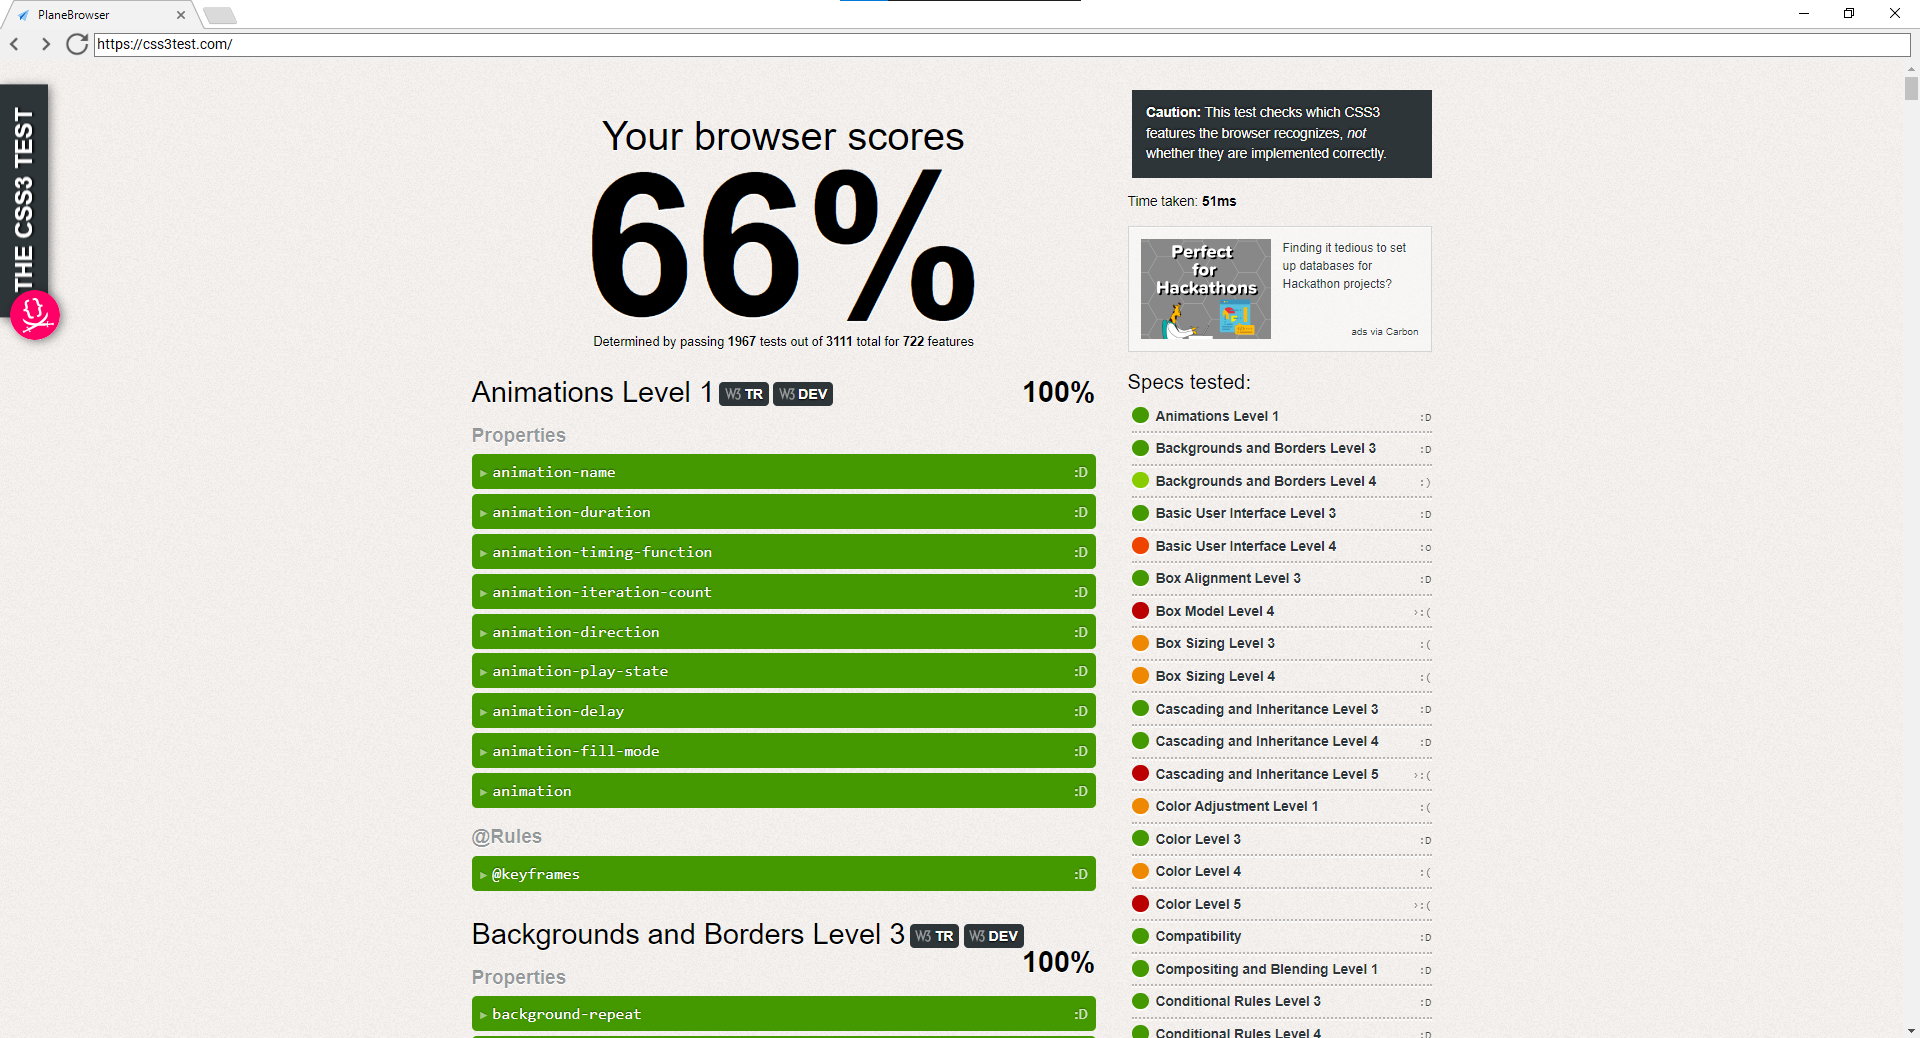 PlaneBrowser
https://css3test.com/
THE CSS3 TEST
Your browser scores
66%
Determined by passing 1967 tests out of 3111 total for 722 features
Animations Level 1 W3 TR W3 DEV 100%
Properties
animation-name :D
animation-duration :D
animation-timing-function :D
animation-iteration-count :D
animation-direction :D
animation-play-state :D
animation-delay :D
animation-fill-mode :D
animation :D
@Rules
@keyframes :D
Backgrounds and Borders Level 3 W3 TR W3 DEV
100%
Properties
background-repeat :D
Caution: This test checks which CSS3
features the browser recognizes, not
whether they are implemented correctly.
Time taken: 51ms
Perfect
for
Hackathons
Finding it tedious to set
up databases for
Hackathon projects?
ads via Carbon
Specs tested:
Animations Level 1 :D
Backgrounds and Borders Level 3 :D
Backgrounds and Borders Level 4 :)
Basic User Interface Level 3 :D
Basic User Interface Level 4 :o
Box Alignment Level 3 :D
Box Model Level 4 ›:(
Box Sizing Level 3 :(
Box Sizing Level 4 :(
Cascading and Inheritance Level 3 :D
Cascading and Inheritance Level 4 :D
Cascading and Inheritance Level 5 ›:(
Color Adjustment Level 1 :(
Color Level 3 :D
Color Level 4 :(
Color Level 5 ›:(
Compatibility :D
Compositing and Blending Level 1 :D
Conditional Rules Level 3 :D
Conditional Rules Level 4 :D